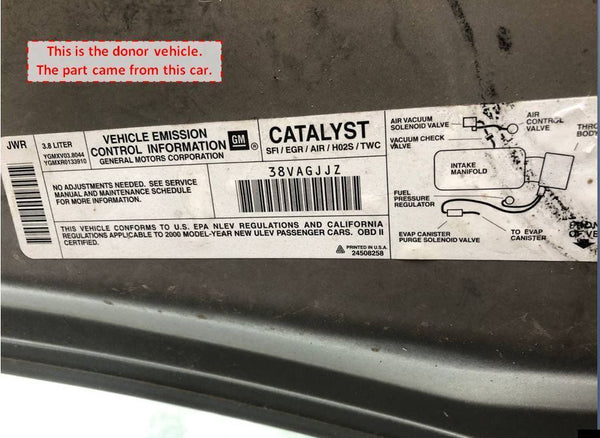 This is the donor vehicle.
The part came from this car.
JWR
3.8 LITER
YGMXV03.8044
YGMXR0133910
VEHICLE EMISSION
CONTROL INFORMATION
GENERAL MOTORS CORPORATION
GM
®
CATALYST
SFI / EGR / AIR / H02S / TWC
NO ADJUSTMENTS NEEDED. SEE SERVICE
MANUAL AND MAINTENANCE SCHEDULE
FOR MORE INFORMATION.
38VAGJJZ
THIS VEHICLE CONFORMS TO U.S. EPA NLEV REGULATIONS AND CALIFORNIA
REGULATIONS APPLICABLE TO 2000 MODEL-YEAR NEW ULEV PASSENGER CARS. OBD II
CERTIFIED.
PRINTED IN U.S.A.
24508258
AIR VACUUM
SOLENOID VALVE
AIR
CONTROL
VALVE
VACUUM CHECK
VALVE
INTAKE
MANIFOLD
FUEL
PRESSURE
REGULATOR
EVAP CANISTER
PURGE SOLENOID VALVE
TO EVAP
CANISTER